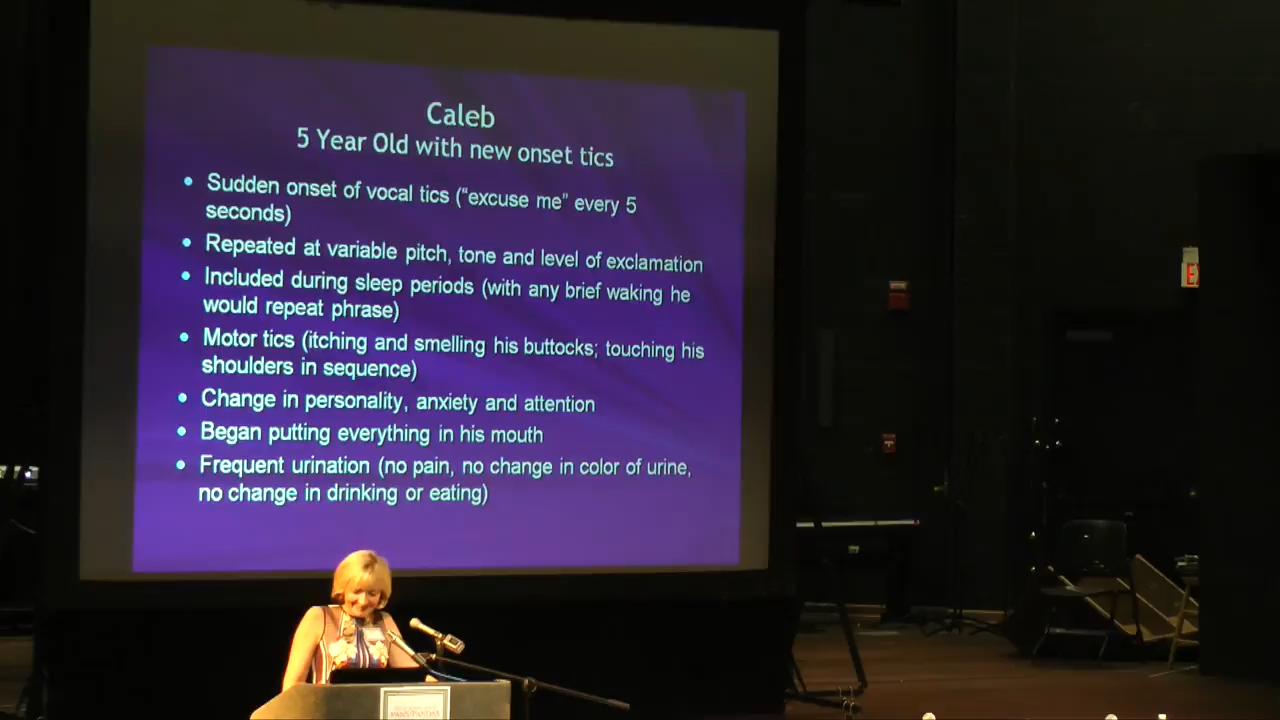 Caleb
5 Year Old with new onset tics
• Sudden onset of vocal tics (“excuse me” every 5
seconds)
• Repeated at variable pitch, tone and level of exclamation
• Included during sleep periods (with any brief waking he
would repeat phrase)
• Motor tics (itching and smelling his buttocks; touching his
shoulders in sequence)
• Change in personality, anxiety and attention
• Began putting everything in his mouth
• Frequent urination (no pain, no change in color of urine,
no change in drinking or eating)
PANS/PANDAS